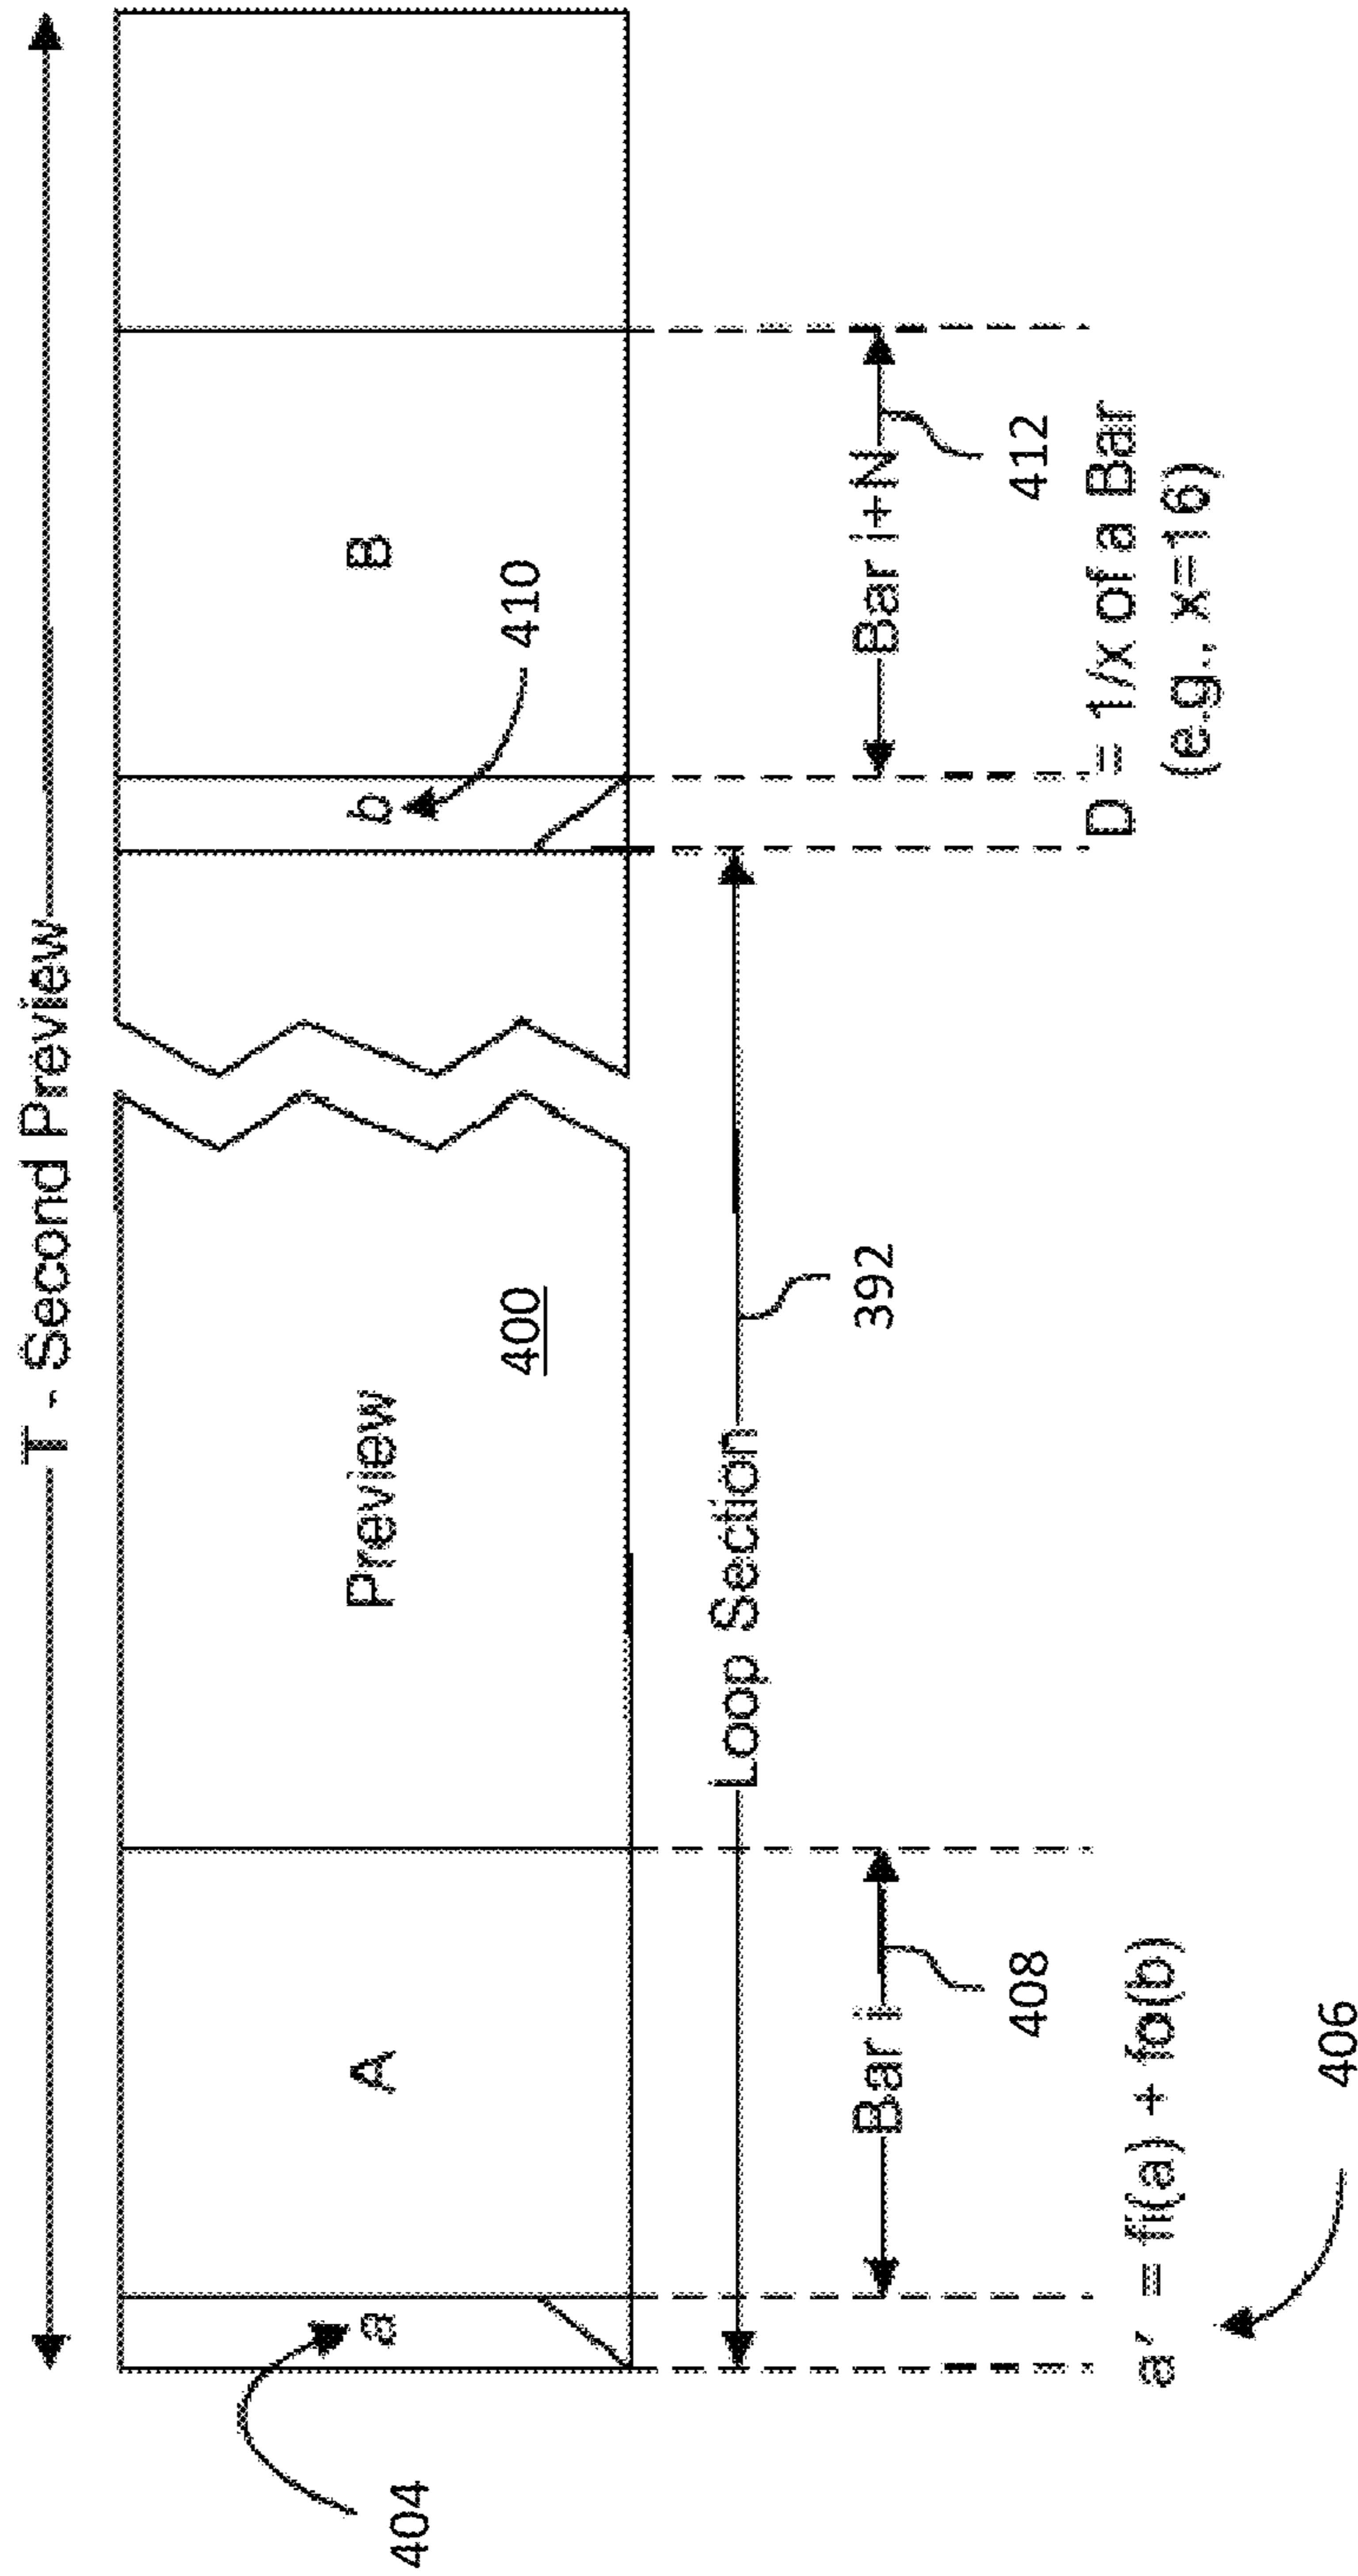 T - Second Preview
404
a
A
Preview
400
b
410
B
Loop Section
392
Bar i
408
Bar i+N
412
a′ = fi(a) + fo(b)
406
D = 1/x of a Bar
(e.g., x=16)